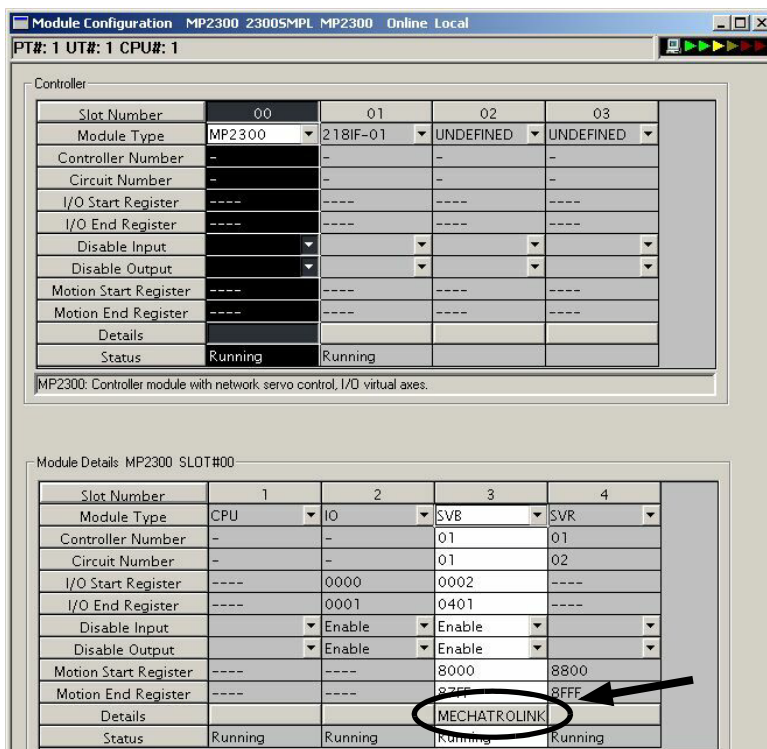 Module Configuration MP2300 2300SMPL MP2300 Online Local
PT#: 1 UT#: 1 CPU#: 1
Controller
Slot Number 00 01 02 03
Module Type MP2300 218IF-01 UNDEFINED UNDEFINED
Controller Number - - - -
Circuit Number - - - -
I/O Start Register ---- ---- ---- ----
I/O End Register ---- ---- ---- ----
Disable Input
Disable Output
Motion Start Register ---- ---- ---- ----
Motion End Register ---- ---- ---- ----
Details
Status Running Running
MP2300: Controller module with network servo control, I/O virtual axes.
Module Details MP2300 SLOT#00
Slot Number 1 2 3 4
Module Type CPU IO SVB SVR
Controller Number - - 01 01
Circuit Number - - 01 02
I/O Start Register ---- 0000 0002 ----
I/O End Register ---- 0001 0401 ----
Disable Input Enable Enable
Disable Output Enable Enable
Motion Start Register ---- ---- 8000 8800
Motion End Register ---- ---- 87FF 8FFF
Details MECHATROLINK
Status Running Running Running Running